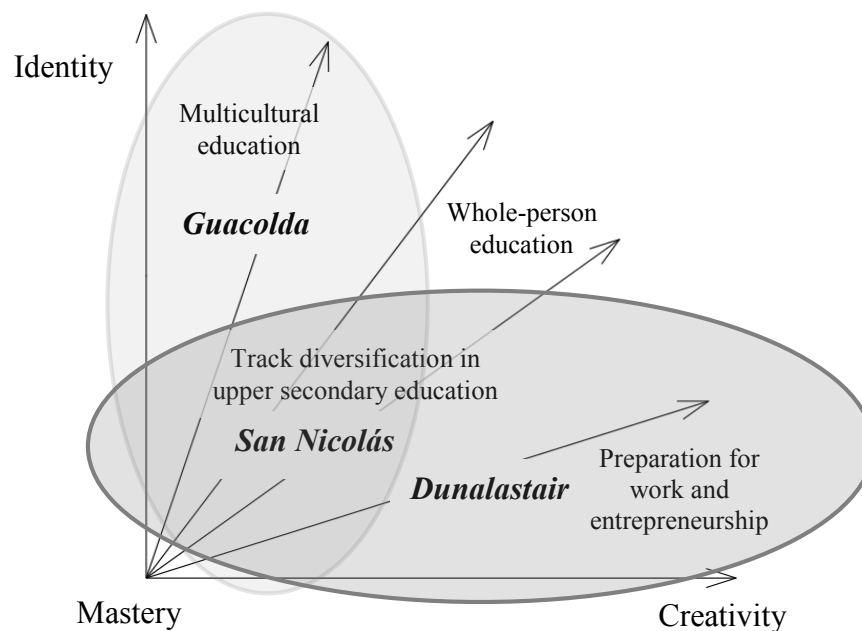 Identity
Multicultural
education
Guacolda
Whole-person
education
Track diversification in
upper secondary education
San Nicolás
Dunalastair
Preparation for
work and
entrepreneurship
Mastery
Creativity